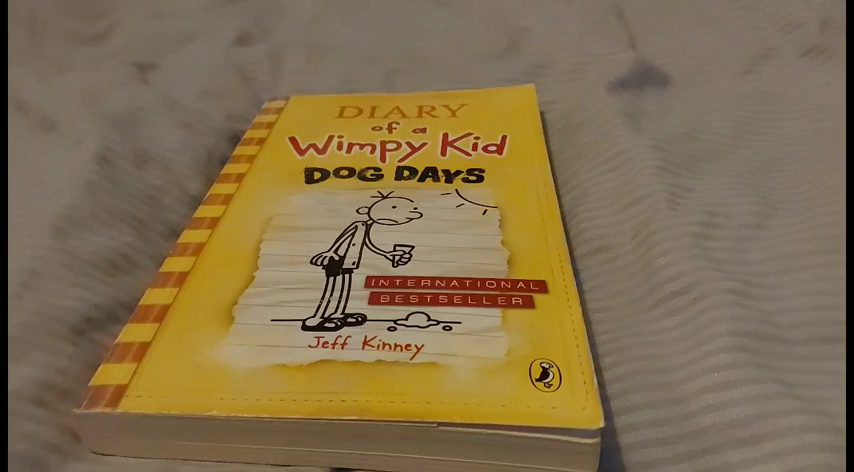 DIARY
of a
Wimpy Kid
DOG DAYS
INTERNATIONAL
BESTSELLER
Jeff Kinney